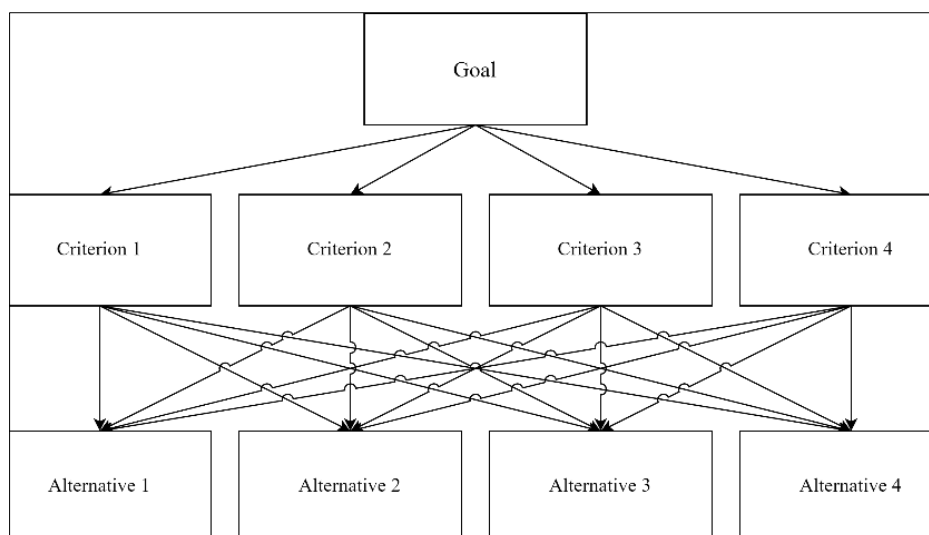 Goal
Criterion 1
Criterion 2
Criterion 3
Criterion 4
Alternative 1
Alternative 2
Alternative 3
Alternative 4